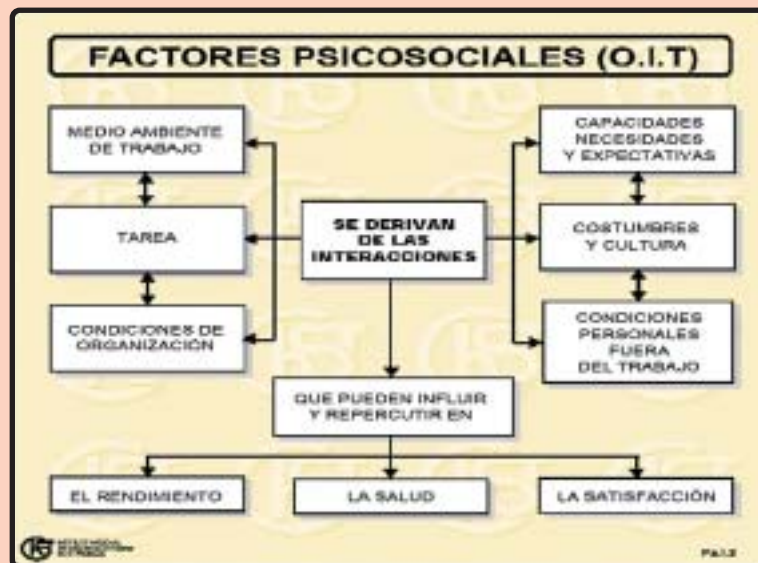 FACTORES PSICOSOCIALES (O.I.T)
MEDIO AMBIENTE
DE TRABAJO
TAREA
CONDICIONES DE
ORGANIZACIÓN
SE DERIVAN
DE LAS
INTERACCIONES
CAPACIDADES
NECESIDADES
Y EXPECTATIVAS
COSTUMBRES
Y CULTURA
CONDICIONES
PERSONALES
FUERA
DEL TRABAJO
QUE PUEDEN INFLUIR
Y REPERCUTIR EN
EL RENDIMIENTO
LA SALUD
LA SATISFACCIÓN